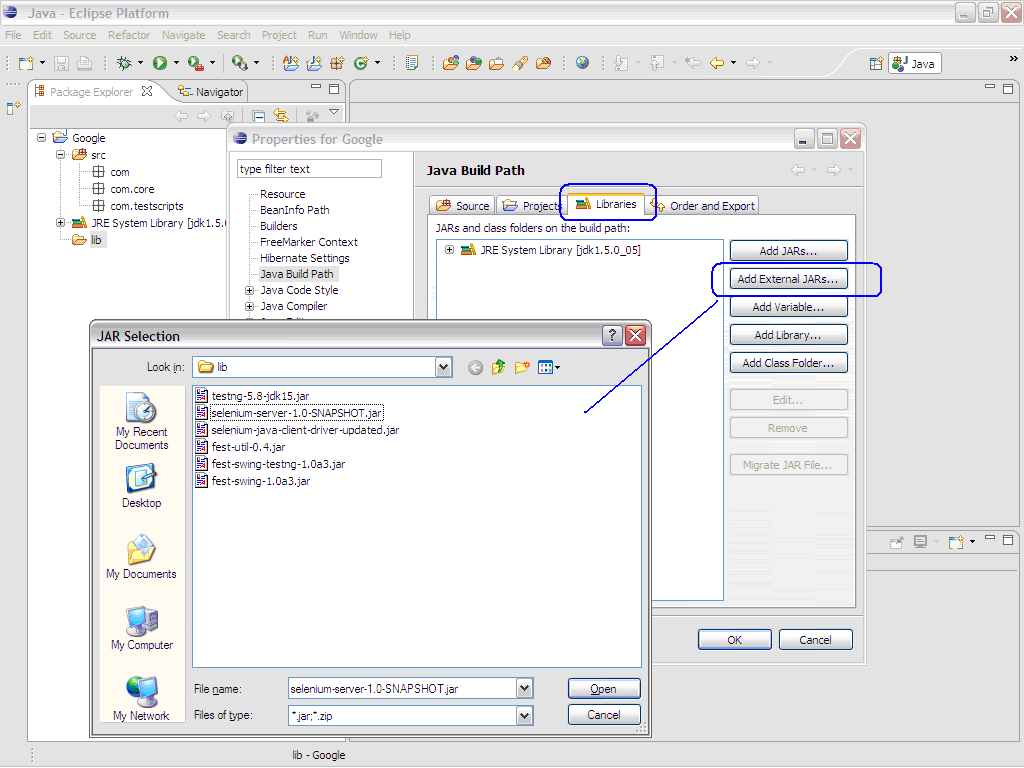 Java - Eclipse Platform
File Edit Source Refactor Navigate Search Project Run Window Help
Java
Package Explorer
Navigator
Google
src
com
com.core
com.testscripts
JRE System Library [jdk1.5.0
lib
Properties for Google
type filter text
Resource
BeanInfo Path
Builders
FreeMarker Context
Hibernate Settings
Java Build Path
Java Code Style
Java Compiler
Java Build Path
Source Projects Libraries Order and Export
JARs and class folders on the build path:
JRE System Library [jdk1.5.0_05]
Add JARs...
Add External JARs...
Add Variable...
Add Library...
Add Class Folder...
Edit...
Remove
Migrate JAR File...
OK Cancel
JAR Selection
Look in: lib
My Recent
Documents
Desktop
My Documents
My Computer
My Network
testng-5.8-jdk15.jar
selenium-server-1.0-SNAPSHOT.jar
selenium-java-client-driver-updated.jar
fest-util-0.4.jar
fest-swing-testng-1.0a3.jar
fest-swing-1.0a3.jar
File name: selenium-server-1.0-SNAPSHOT.jar Open
Files of type: *.jar;*.zip Cancel
lib - Google